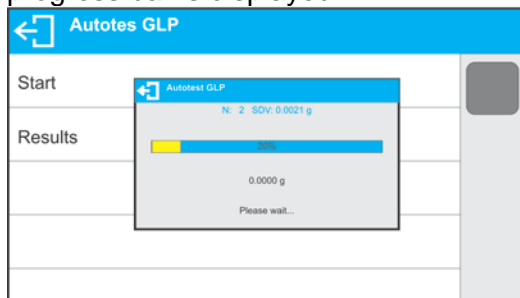 Autotes GLP
Start
Results
Autotest GLP
N: 2 SDV: 0.0021 g
20%
0.0000 g
Please wait...